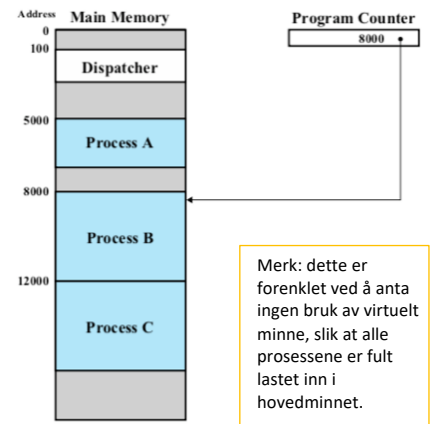 Address Main Memory Program Counter
0
100
8000
Dispatcher
5000
Process A
8000
Process B
12000
Process C
Merk: dette er
forenklet ved å anta
ingen bruk av virtuelt
minne, slik at alle
prosessene er fult
lastet inn i
hovedminnet.